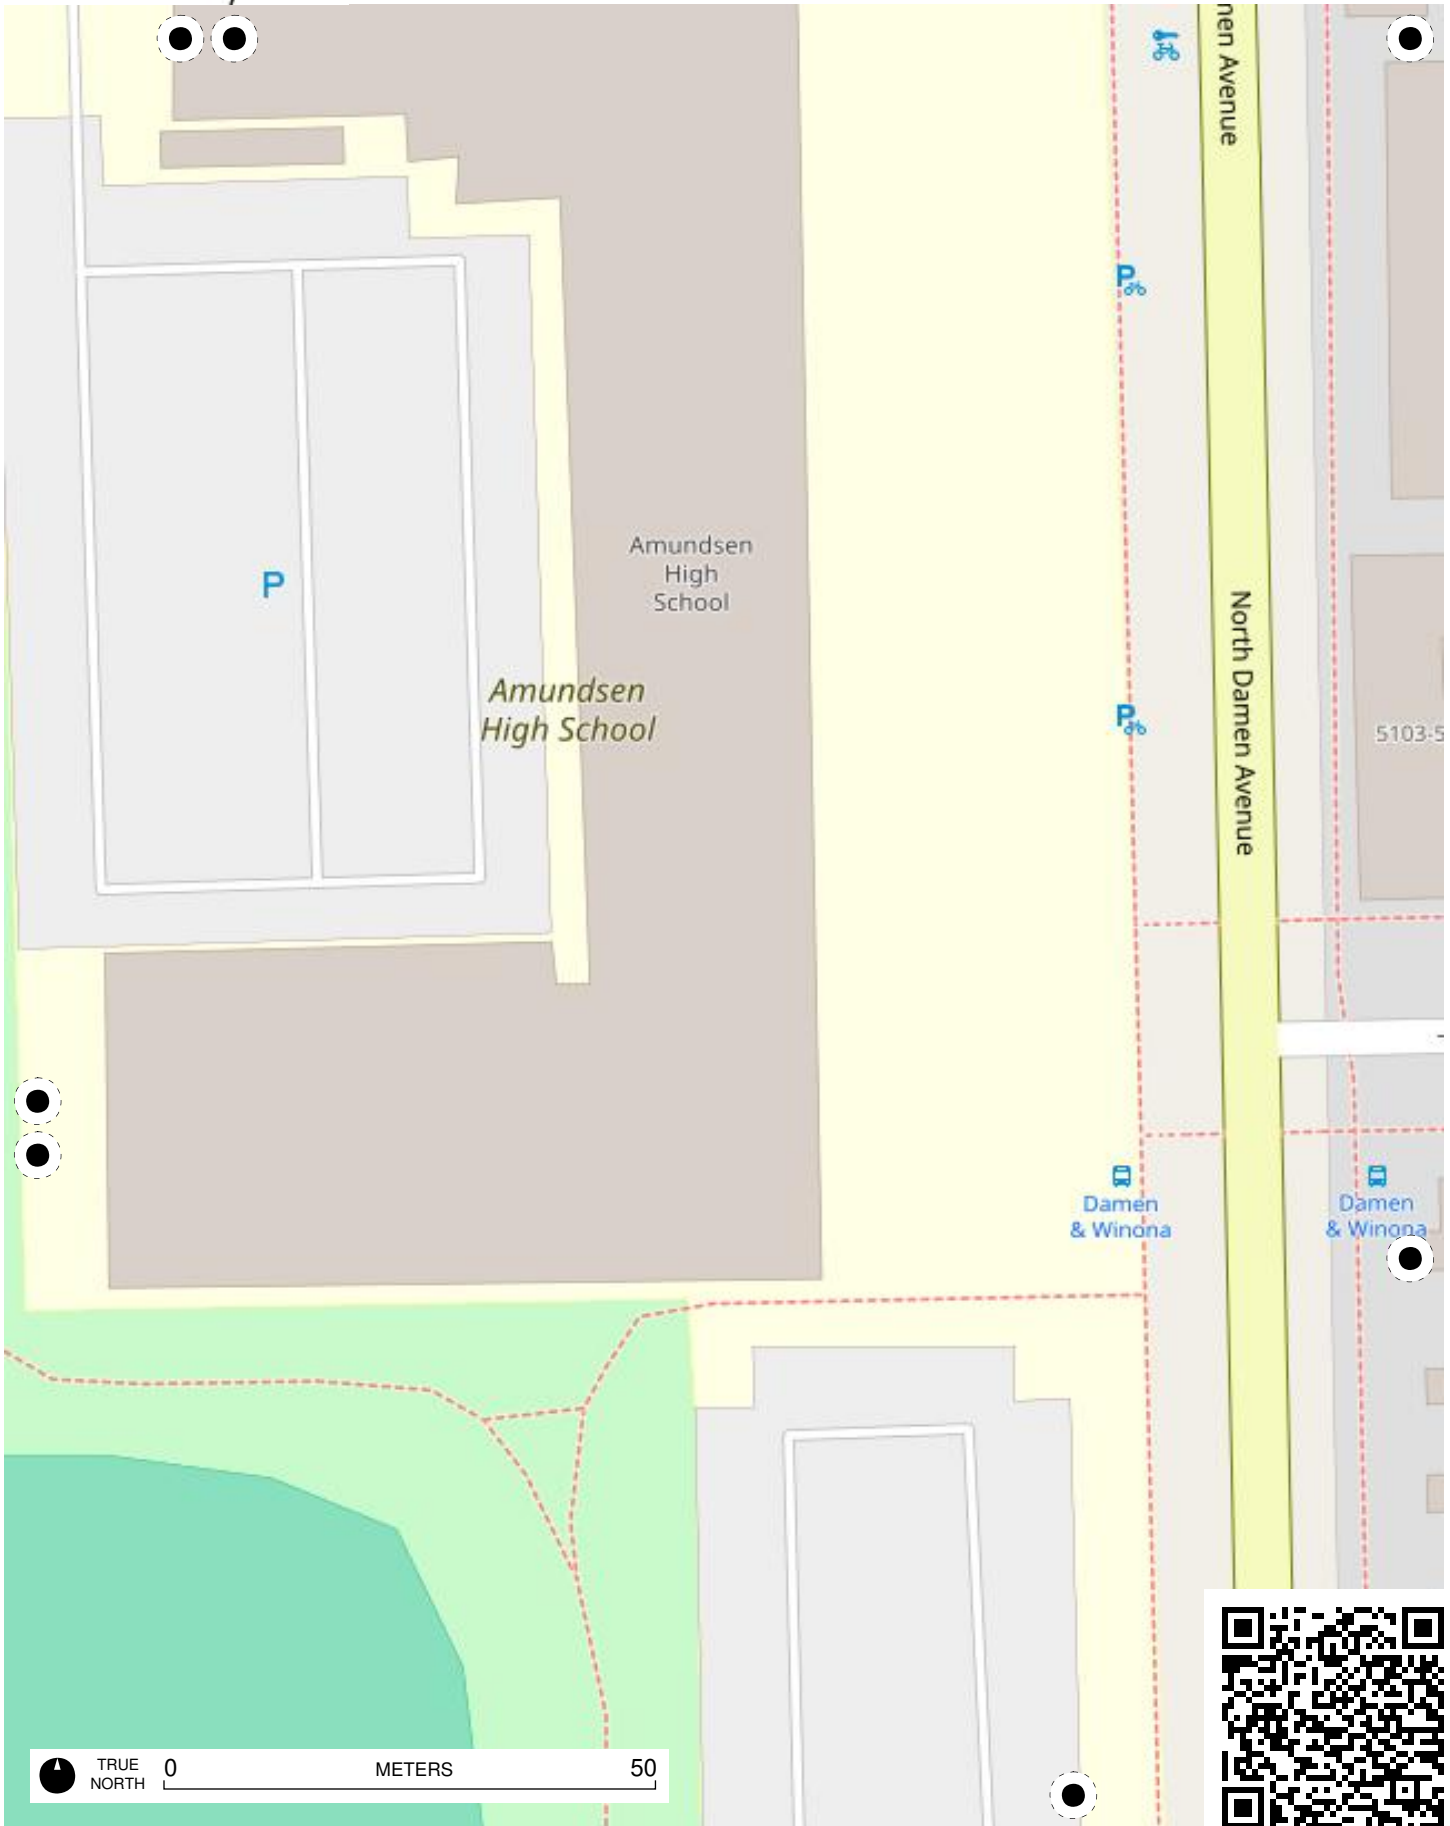 nen Avenue
P
P
Amundsen
High
School
P
North Damen Avenue
Amundsen
High School
P
5103-5
Damen
& Winona
Damen
& Winona
TRUE
NORTH
0
METERS
50